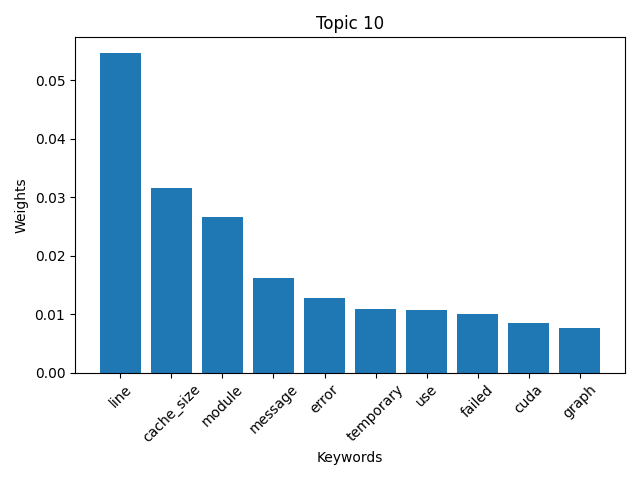 Topic 10
Weights
0.05
0.04
0.03
0.02
0.01
0.00
line
cache_size
module
message
error
temporary
use
failed
cuda
graph
Keywords